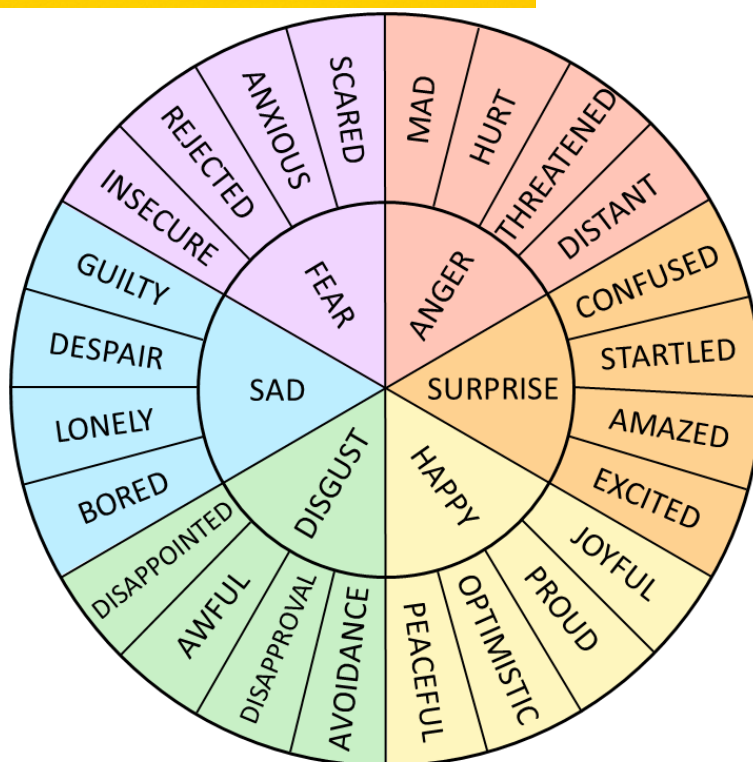 SCARED
MAD
ANXIOUS
HURT
REJECTED
THREATENED
INSECURE
DISTANT
GUILTY
FEAR
ANGER
CONFUSED
DESPAIR
STARTLED
SAD
SURPRISE
LONELY
AMAZED
BORED
DISGUST
HAPPY
EXCITED
DISAPPOINTED
JOYFUL
AWFUL
PROUD
DISAPPROVAL
OPTIMISTIC
AVOIDANCE
PEACEFUL